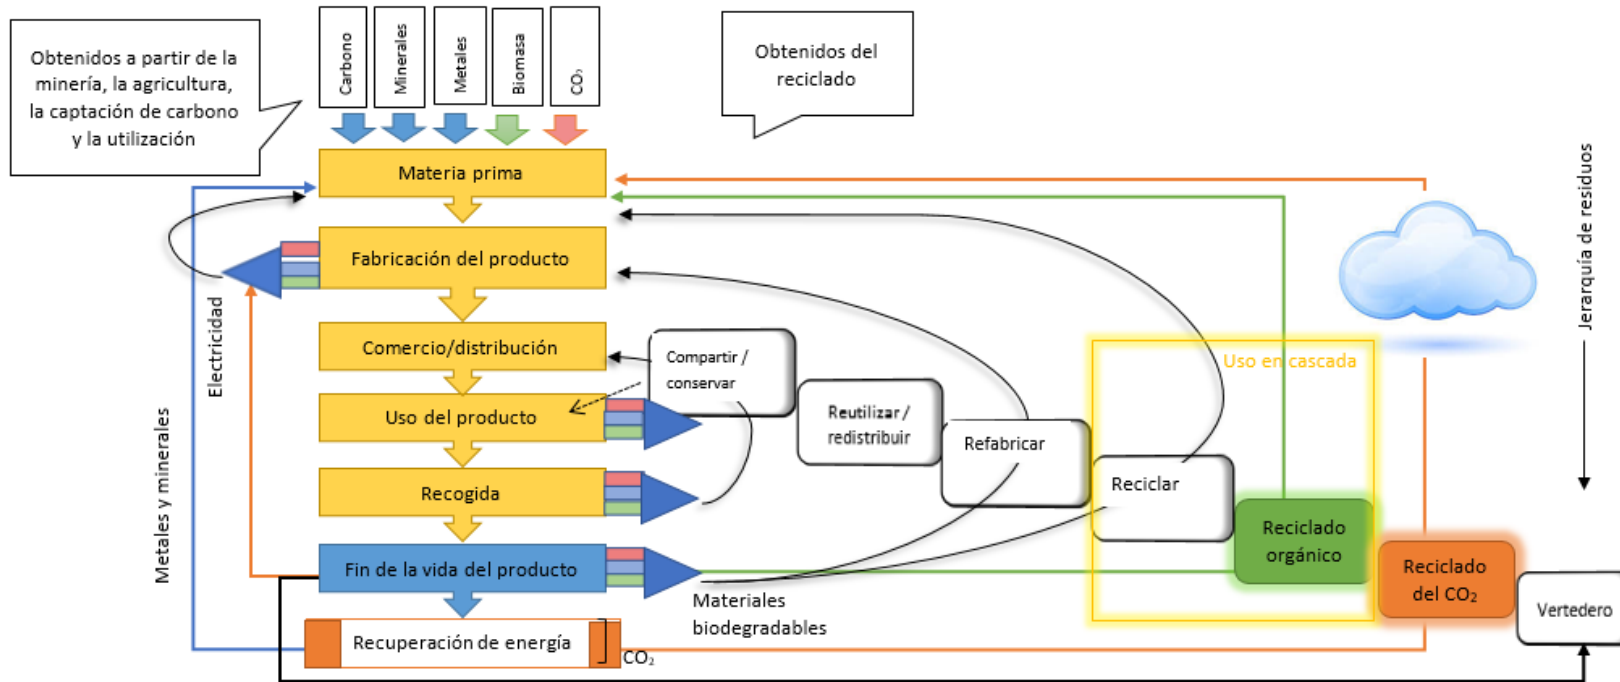 Obtenidos a partir de la
minería, la agricultura,
la captación de carbono
y la utilización
Carbono
Minerales
Metales
Biomasa
CO₂
Obtenidos del
reciclado
Materia prima
Fabricación del producto
Comercio/distribución
Uso del producto
Recogida
Fin de la vida del producto
Recuperación de energía
CO₂
Electricidad
Metales y minerales
Compartir /
conservar
Reutilizar /
redistribuir
Refabricar
Reciclar
Uso en cascada
Reciclado
orgánico
Reciclado
del CO₂
Vertedero
Materiales
biodegradables
Jerarquía de residuos